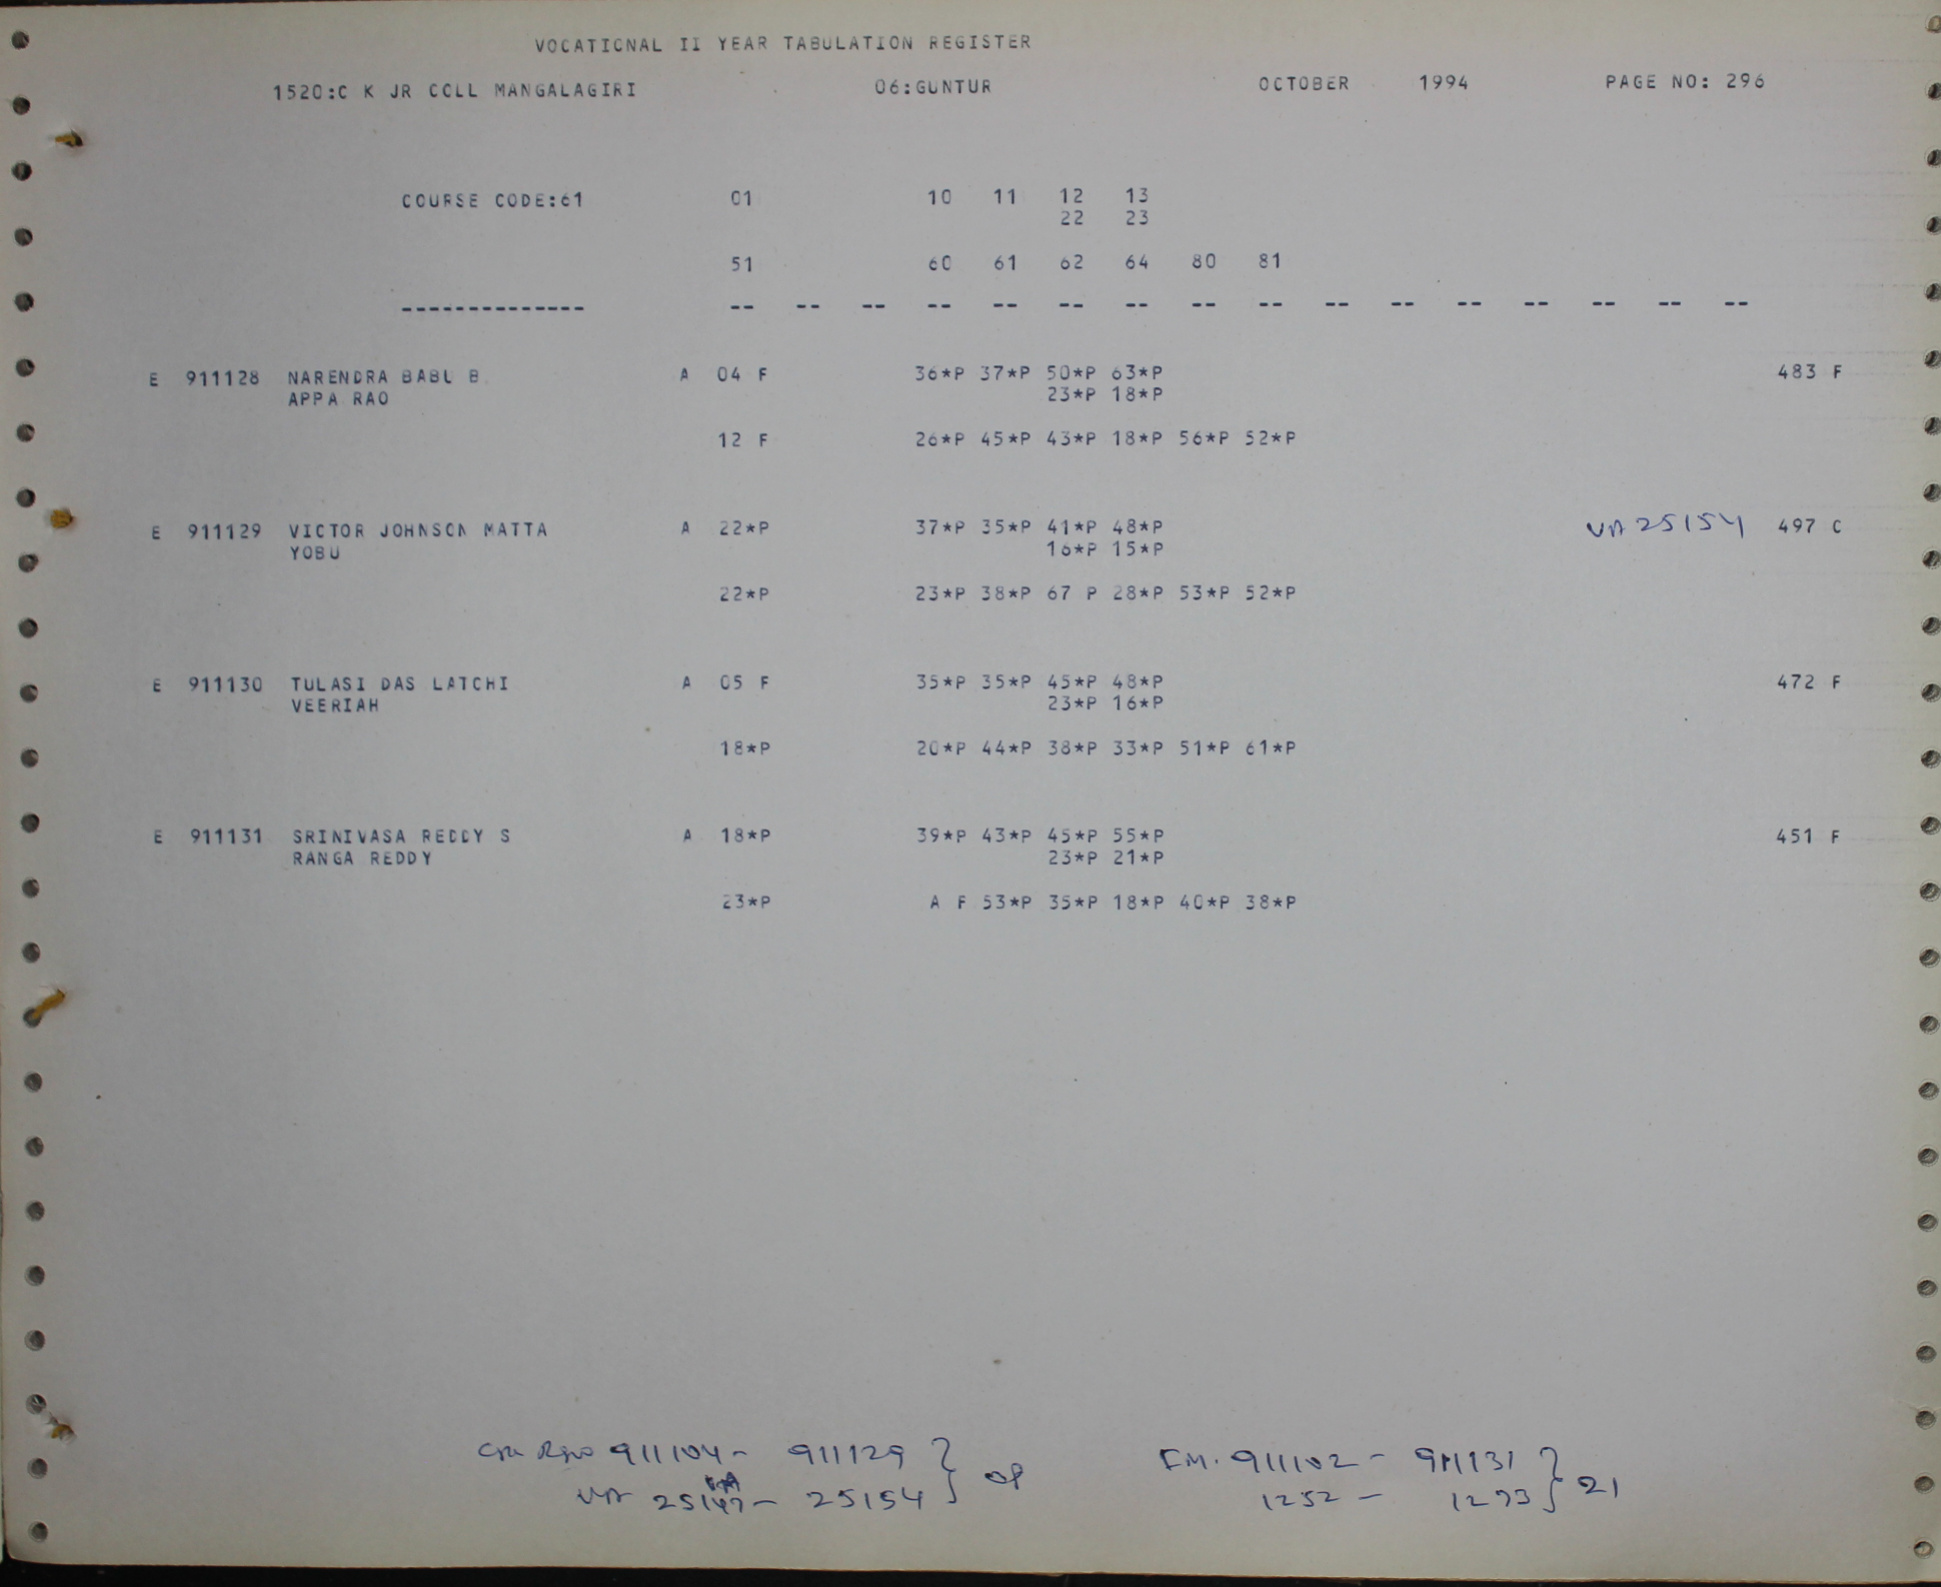 VOCATIONAL II YEAR TABULATION REGISTER
1520:C K JR COLL MANGALAGIRI 06:GUNTUR OCTOBER 1994 PAGE NO: 296
COURSE CODE:61 01 10 11 12 13
22 23
51 60 61 62 64 80 81
-------------- -- -- -- -- -- -- -- -- -- -- -- -- -- -- -- --
E 911128 NARENDRA BABU B A 04 F 36*P 37*P 50*P 63*P 483 F
APPA RAO 23*P 18*P
12 F 26*P 45*P 43*P 18*P 56*P 52*P
E 911129 VICTOR JOHNSON MATTA A 22*P 37*P 35*P 41*P 48*P VA 25154 497 C
YOBU 16*P 15*P
22*P 23*P 38*P 67 P 28*P 53*P 52*P
E 911130 TULASI DAS LATCHI A 05 F 35*P 35*P 45*P 48*P 472 F
VEERIAH 23*P 16*P
18*P 20*P 44*P 38*P 33*P 51*P 61*P
E 911131 SRINIVASA REDDY S A 18*P 39*P 43*P 45*P 55*P 451 F
RANGA REDDY 23*P 21*P
23*P A F 53*P 35*P 18*P 40*P 38*P
911104 - 911129 F.M. 911102 - 911131
25147 - 25154 1252 - 1273 21